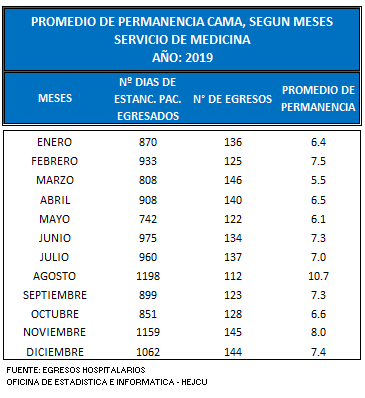 PROMEDIO DE PERMANENCIA CAMA, SEGUN MESES
SERVICIO DE MEDICINA
AÑO: 2019
MESES Nº DIAS DE ESTANC. PAC. EGRESADOS N° DE EGRESOS PROMEDIO DE PERMANENCIA
ENERO 870 136 6.4
FEBRERO 933 125 7.5
MARZO 808 146 5.5
ABRIL 908 140 6.5
MAYO 742 122 6.1
JUNIO 975 134 7.3
JULIO 960 137 7.0
AGOSTO 1198 112 10.7
SEPTIEMBRE 899 123 7.3
OCTUBRE 851 128 6.6
NOVIEMBRE 1159 145 8.0
DICIEMBRE 1062 144 7.4
FUENTE: EGRESOS HOSPITALARIOS
OFICINA DE ESTADISTICA E INFORMATICA - HEJCU